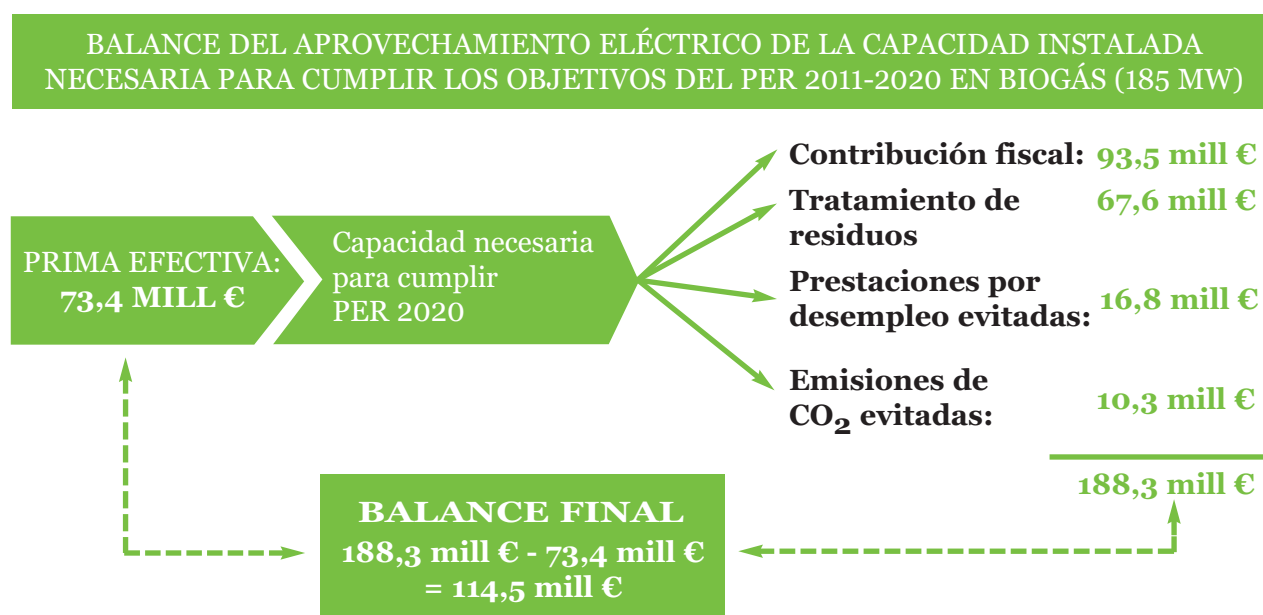 BALANCE DEL APROVECHAMIENTO ELÉCTRICO DE LA CAPACIDAD INSTALADA
NECESARIA PARA CUMPLIR LOS OBJETIVOS DEL PER 2011-2020 EN BIOGÁS (185 MW)
PRIMA EFECTIVA:
73,4 MILL €
Capacidad necesaria
para cumplir
PER 2020
Contribución fiscal: 93,5 mill €
Tratamiento de 67,6 mill €
residuos
Prestaciones por
desempleo evitadas: 16,8 mill €
Emisiones de
CO₂ evitadas: 10,3 mill €
188,3 mill €
BALANCE FINAL
188,3 mill € - 73,4 mill €
= 114,5 mill €